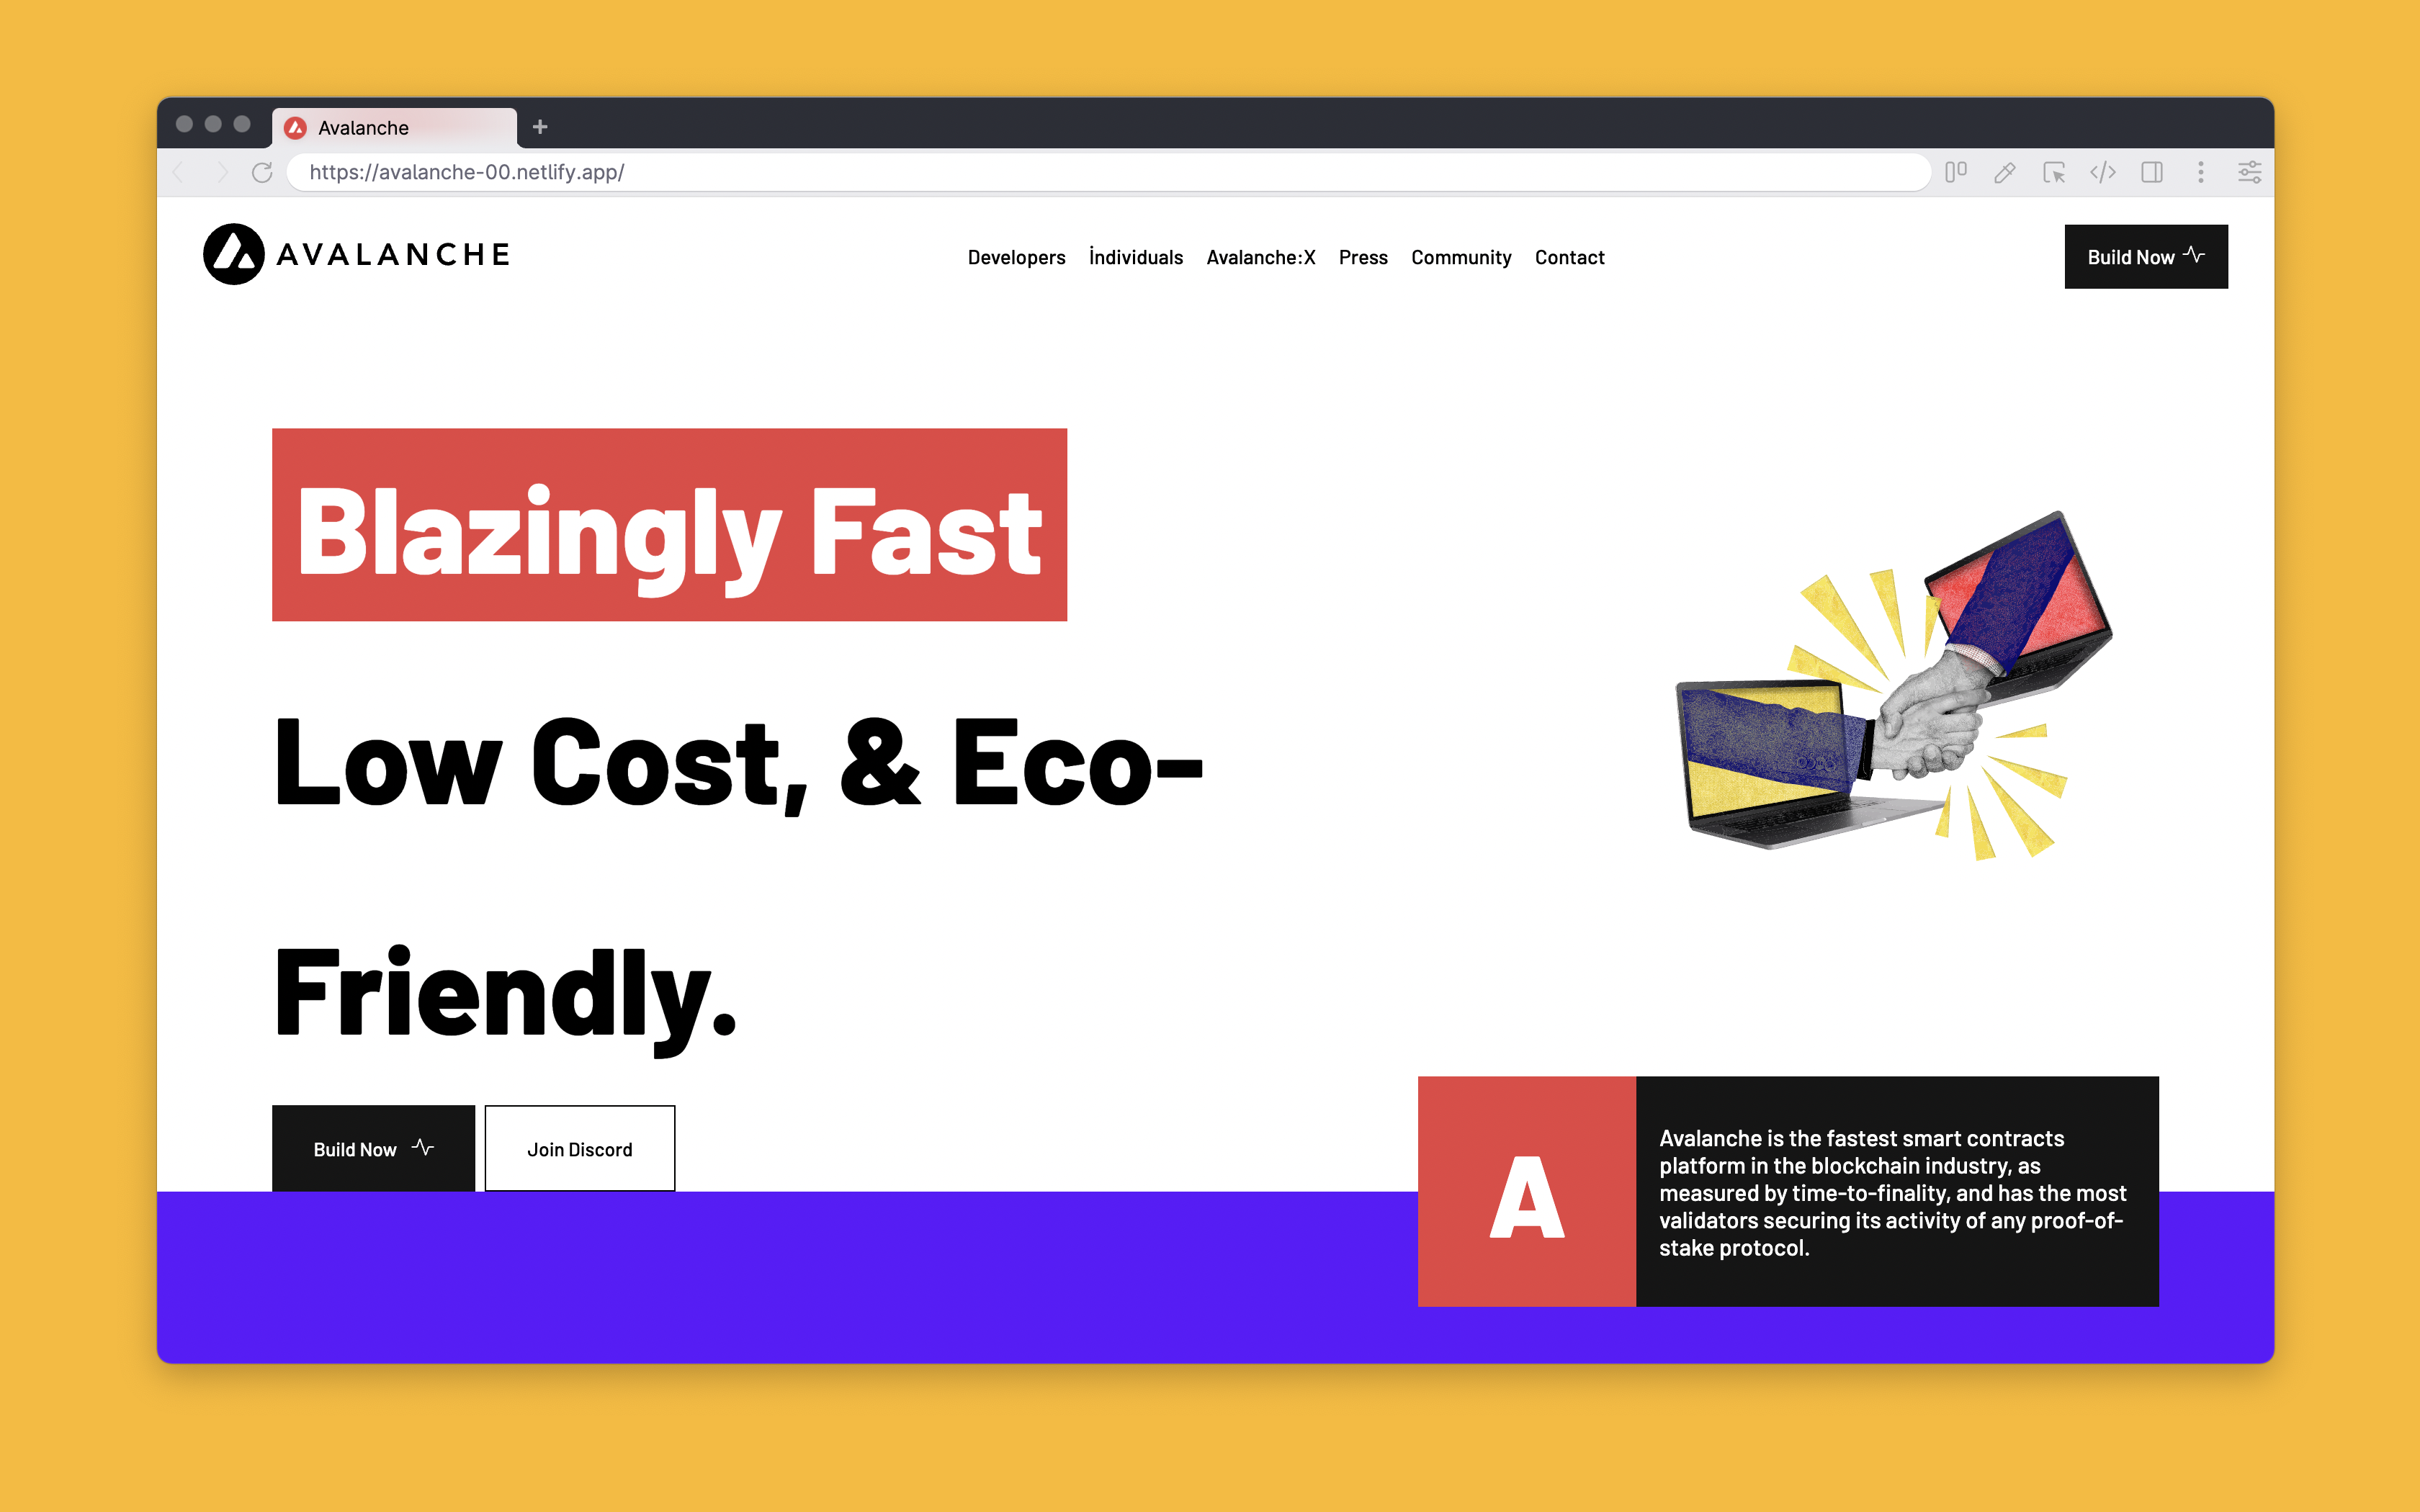 Avalanche
https://avalanche-00.netlify.app/
AVALANCHE
Developers
İndividuals
Avalanche:X
Press
Community
Contact
Build Now
Blazingly Fast
Low Cost, & Eco-
Friendly.
Build Now
Join Discord
A
Avalanche is the fastest smart contracts
platform in the blockchain industry, as
measured by time-to-finality, and has the most
validators securing its activity of any proof-of-
stake protocol.